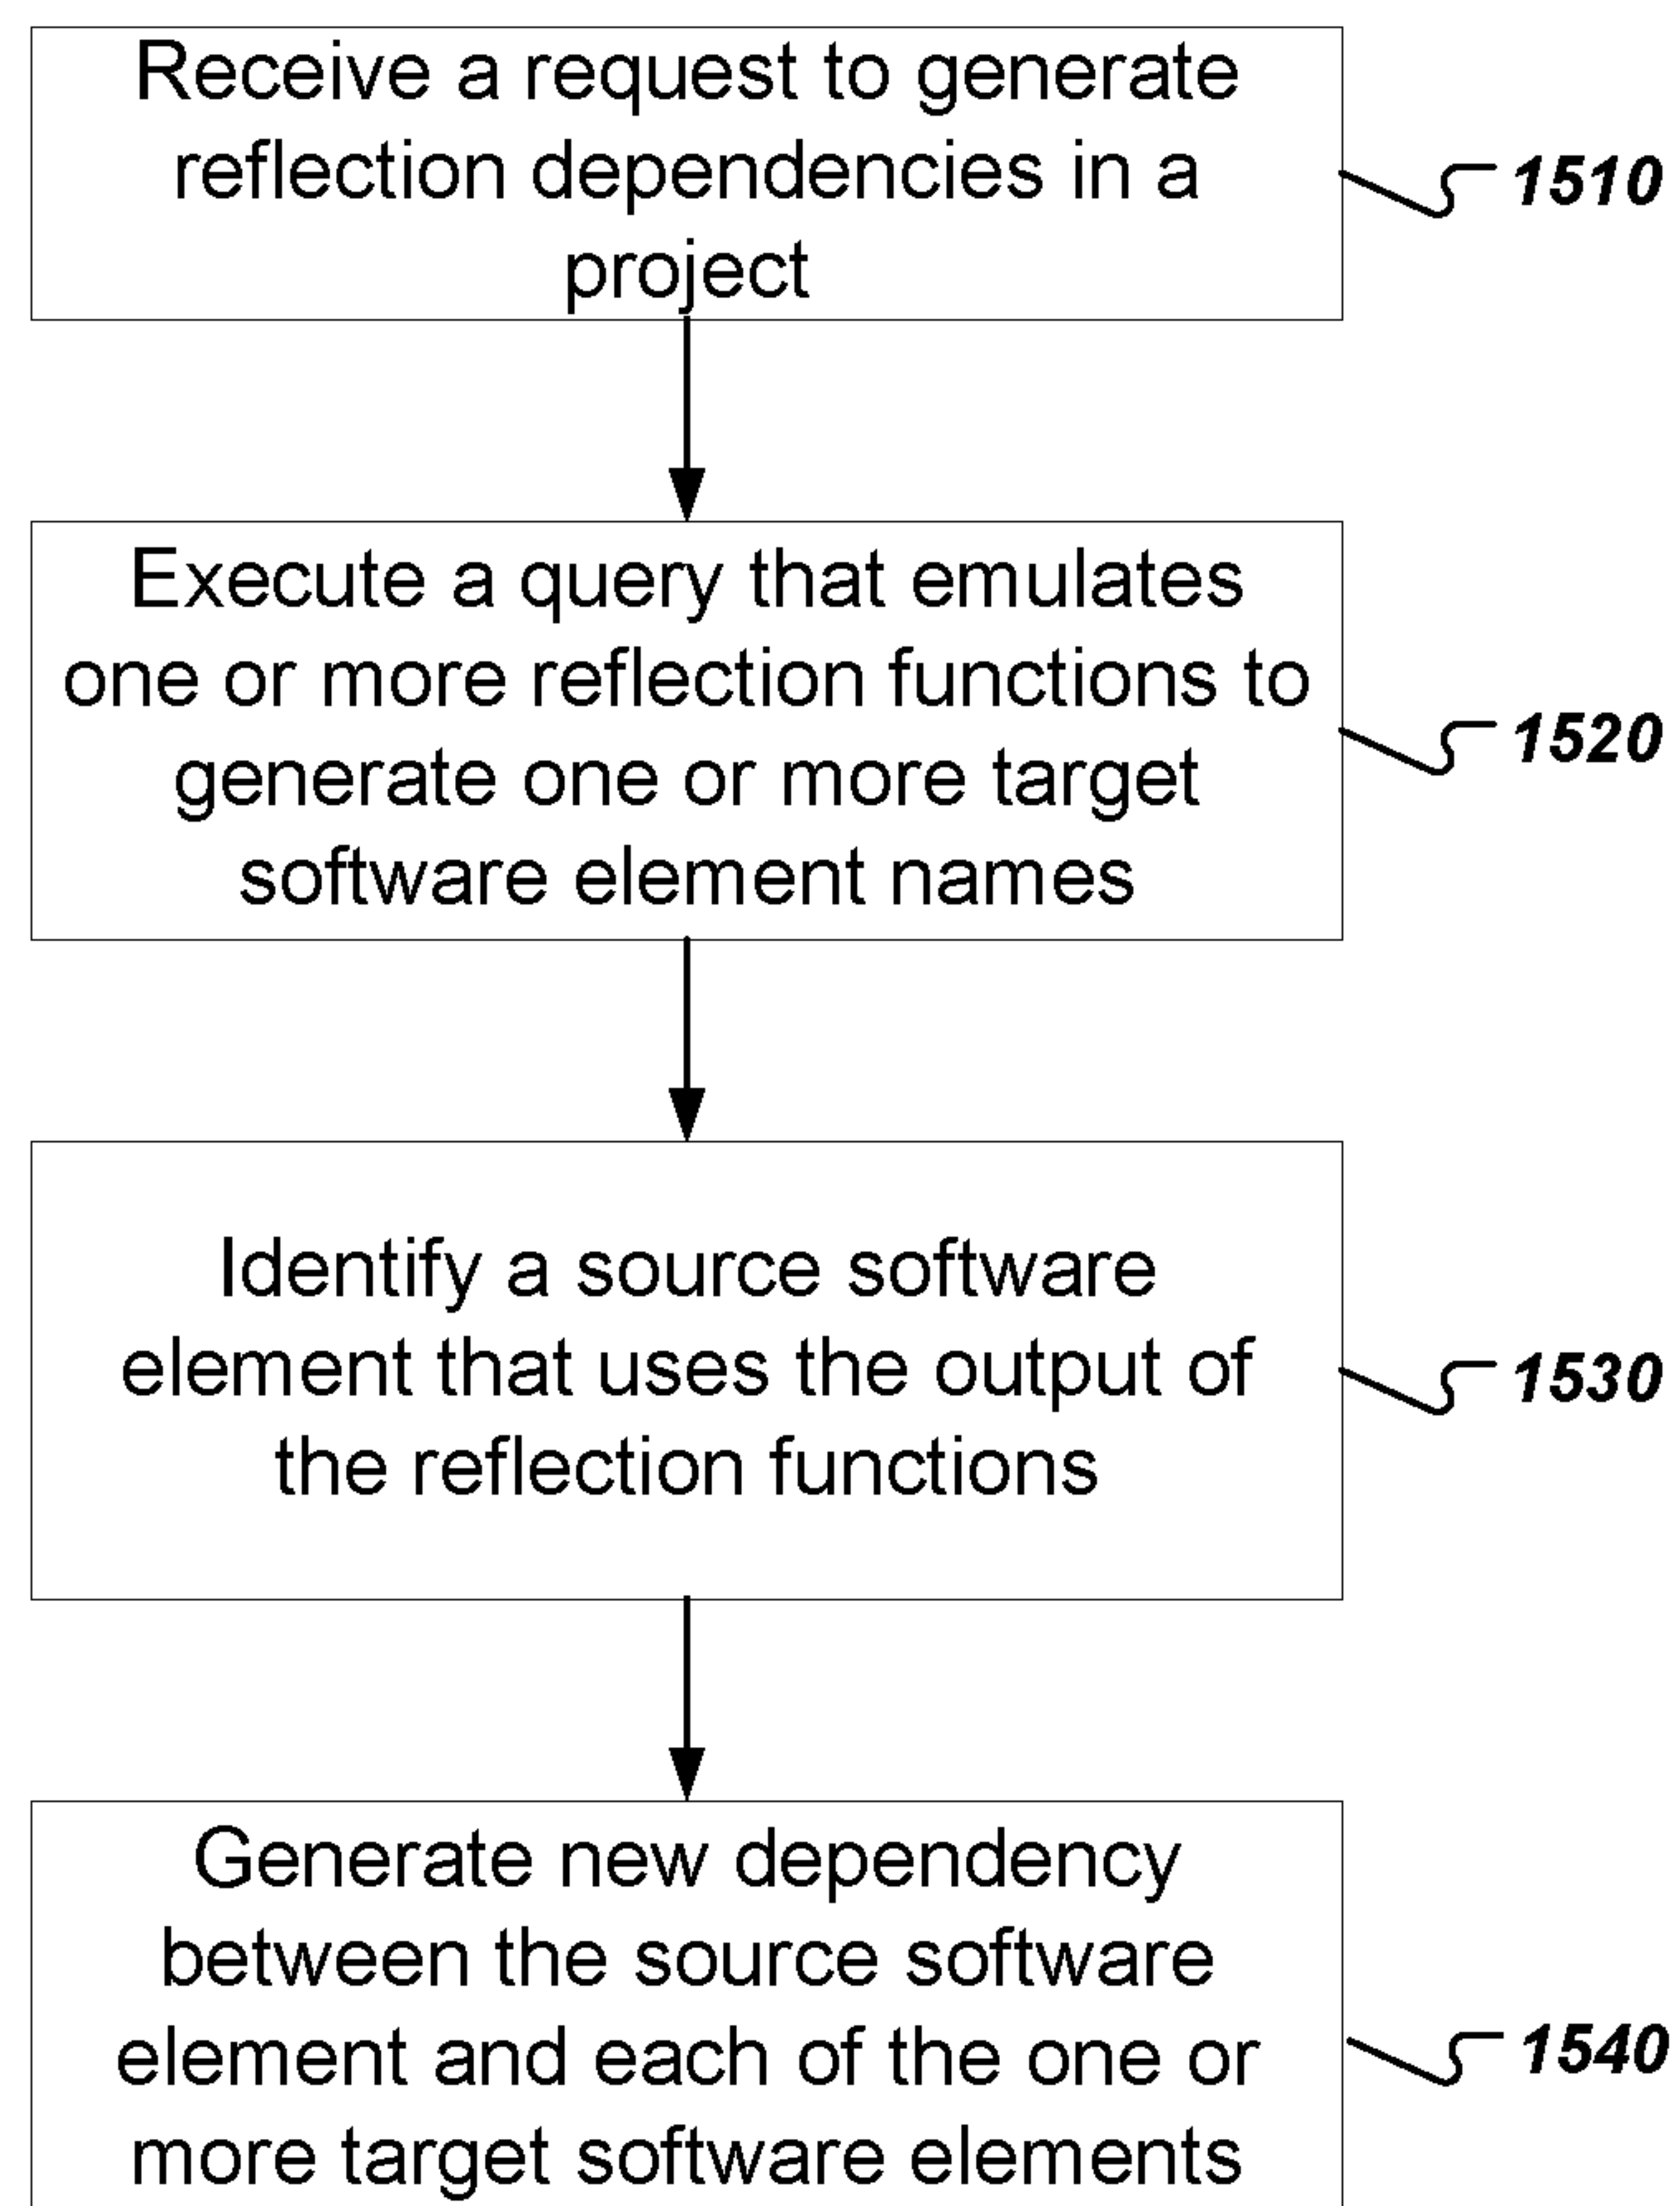 Receive a request to generate
reflection dependencies in a
project
1510
Execute a query that emulates
one or more reflection functions to
generate one or more target
software element names
1520
Identify a source software
element that uses the output of
the reflection functions
1530
Generate new dependency
between the source software
element and each of the one or
more target software elements
1540